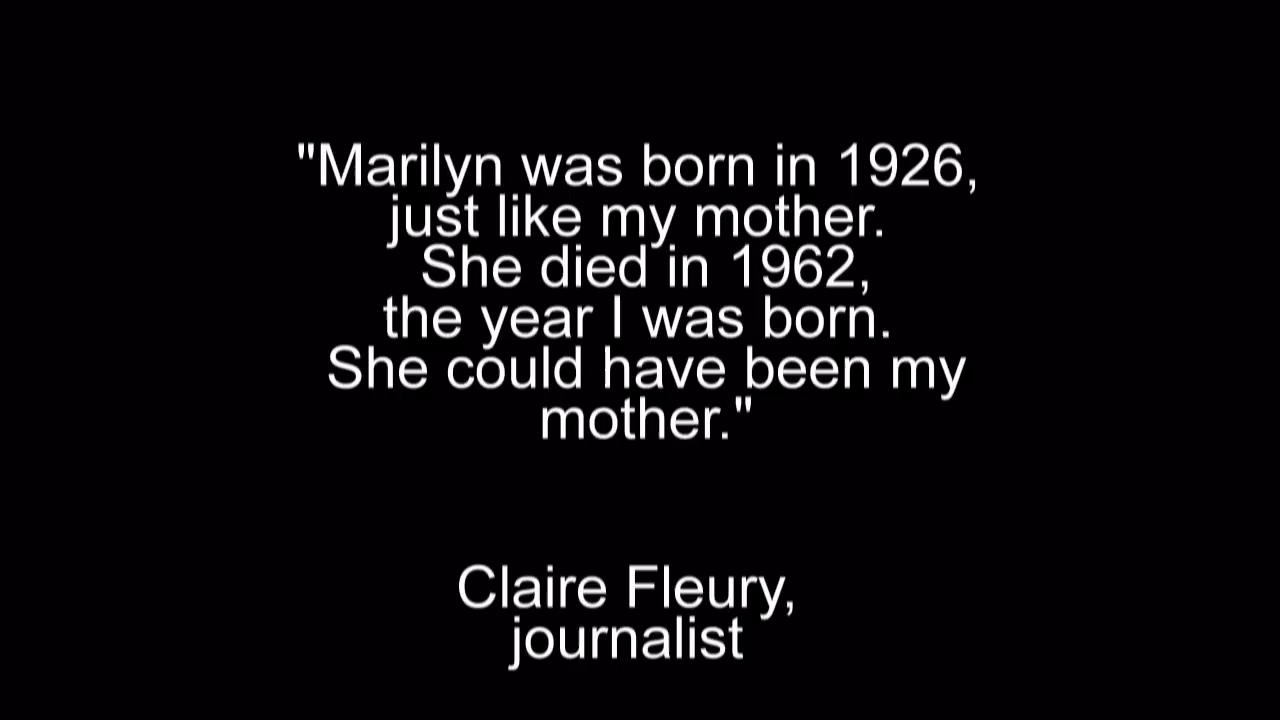 "Marilyn was born in 1926,
just like my mother.
She died in 1962,
the year I was born.
She could have been my
mother."
Claire Fleury,
journalist